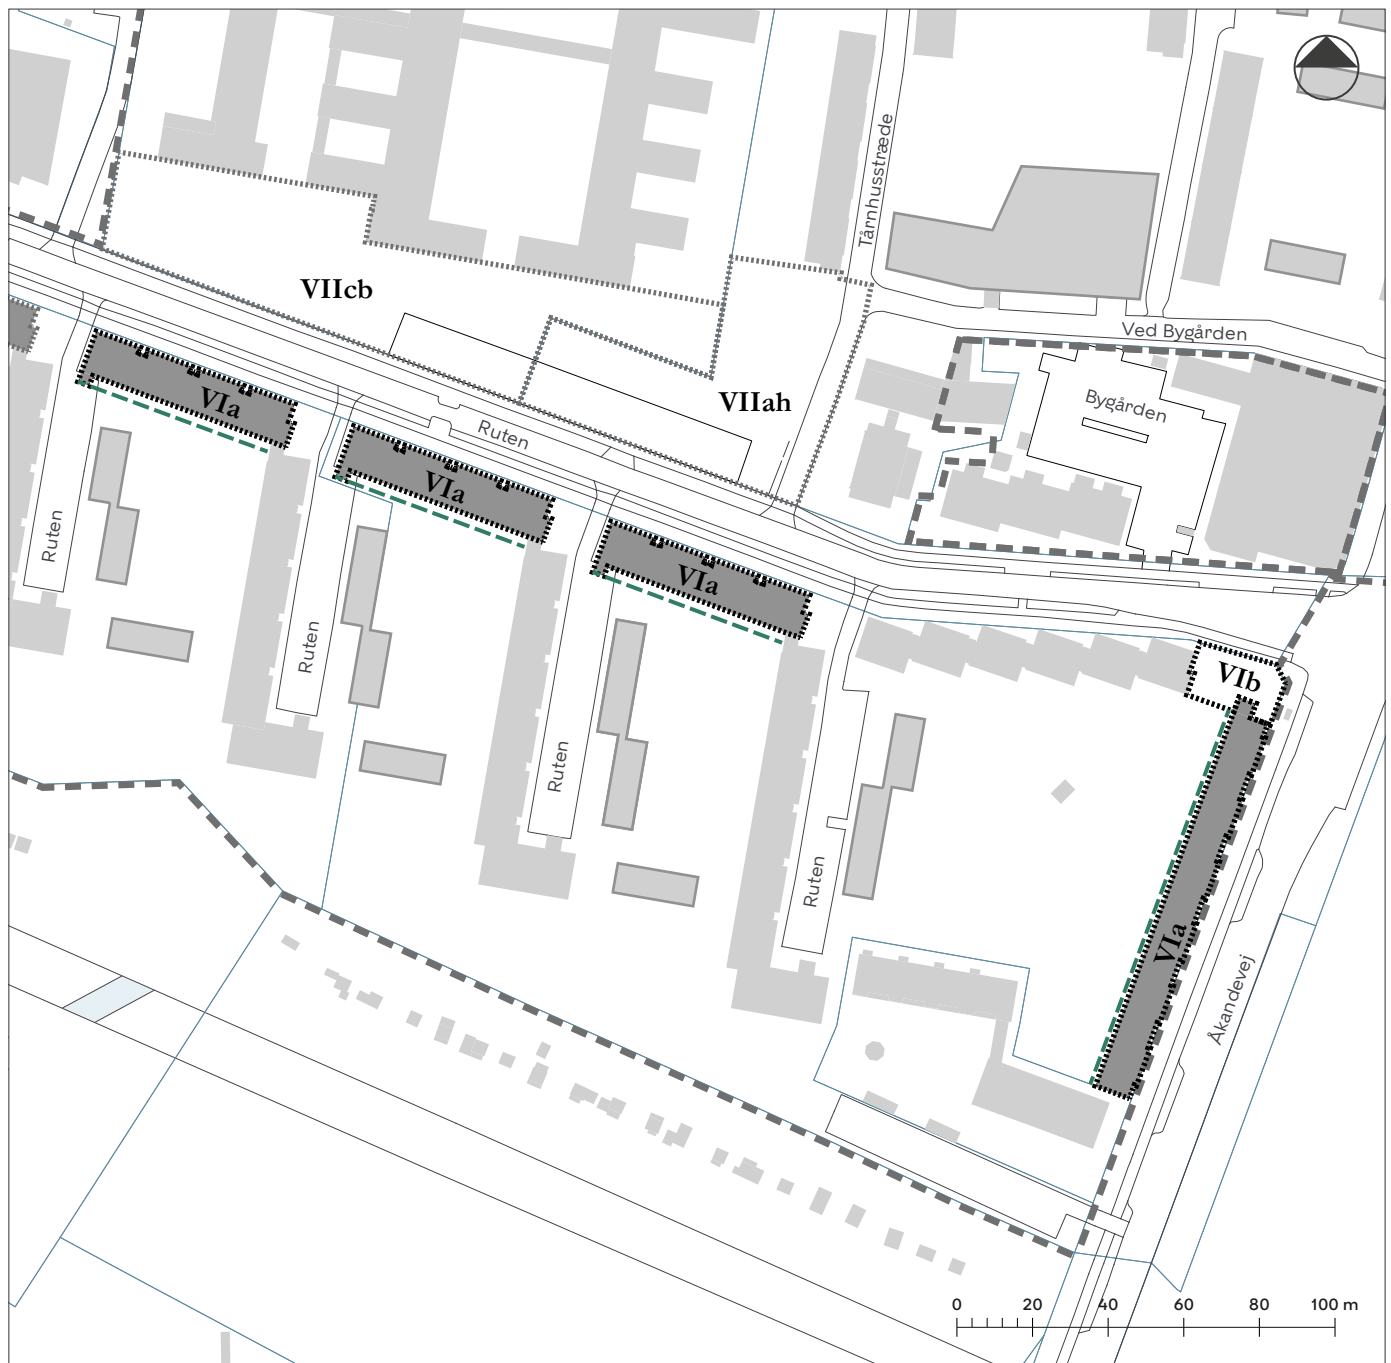 Tårnhusstræde
VIIcb
Ved Bygården
VIIah
Bygården
VIa
Ruten
VIa
VIa
Ruten
Ruten
VIb
Ruten
Ruten
VIa
Åkandevej
0 20 40 60 80 100 m